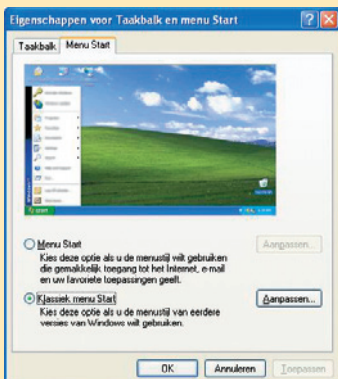 Eigenschappen voor Taakbalk en menu Start
Taakbalk Menu Start
Menu Start
Aanpassen...
Kies deze optie als u de menustijl wilt gebruiken
die gemakkelijk toegang tot het Internet, e-mail
en uw favoriete toepassingen geeft.
Klassiek menu Start
Aanpassen...
Kies deze optie als u de menustijl van eerdere
versies van Windows wilt gebruiken.
OK Annuleren Toepassen